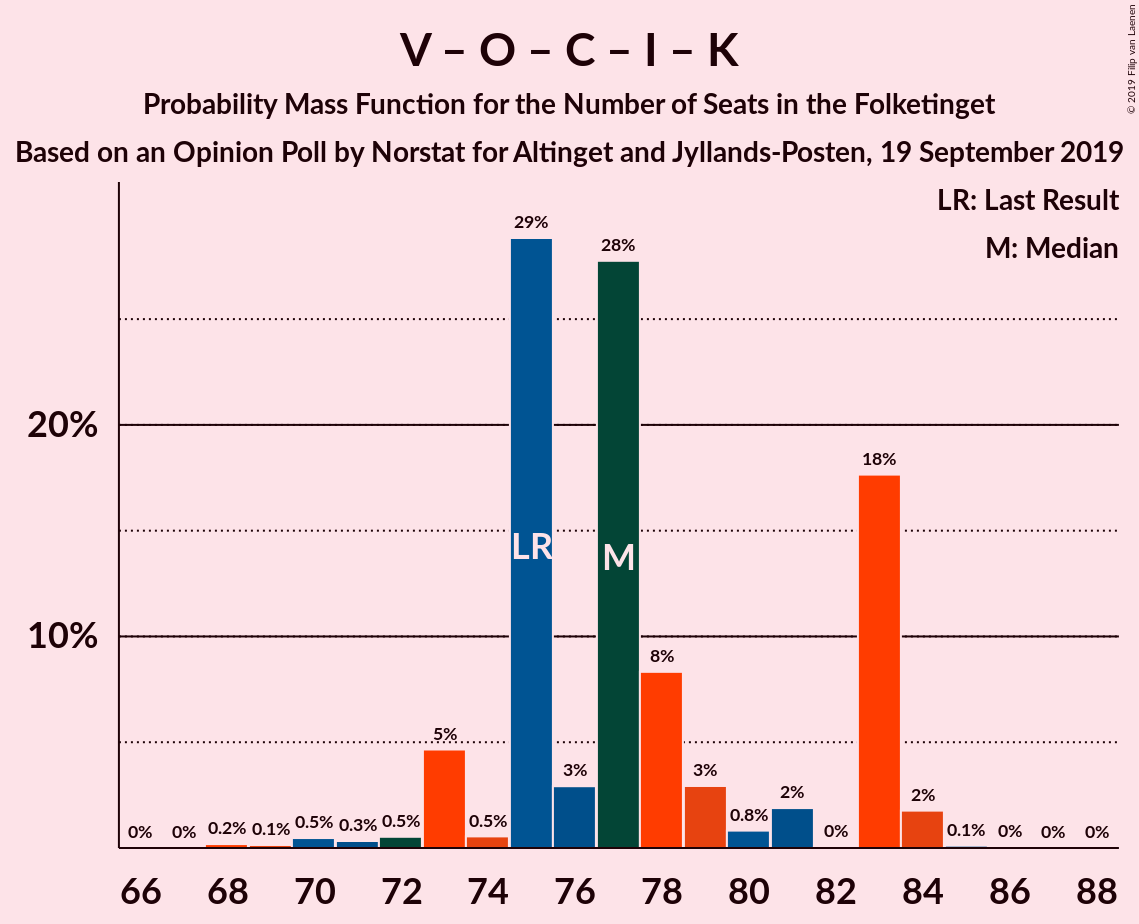 V – O – C – I – K
Probability Mass Function for the Number of Seats in the Folketinget
Based on an Opinion Poll by Norstat for Altinget and Jyllands-Posten, 19 September 2019
© 2019 Filip van Laenen
LR: Last Result
M: Median
20%
10%
0% 0% 0.2% 0.1% 0.5% 0.3% 0.5% 5% 0.5% 29% 3% 28% 8% 3% 0.8% 2% 0% 18% 2% 0.1% 0% 0% 0%
LR M
66 68 70 72 74 76 78 80 82 84 86 88